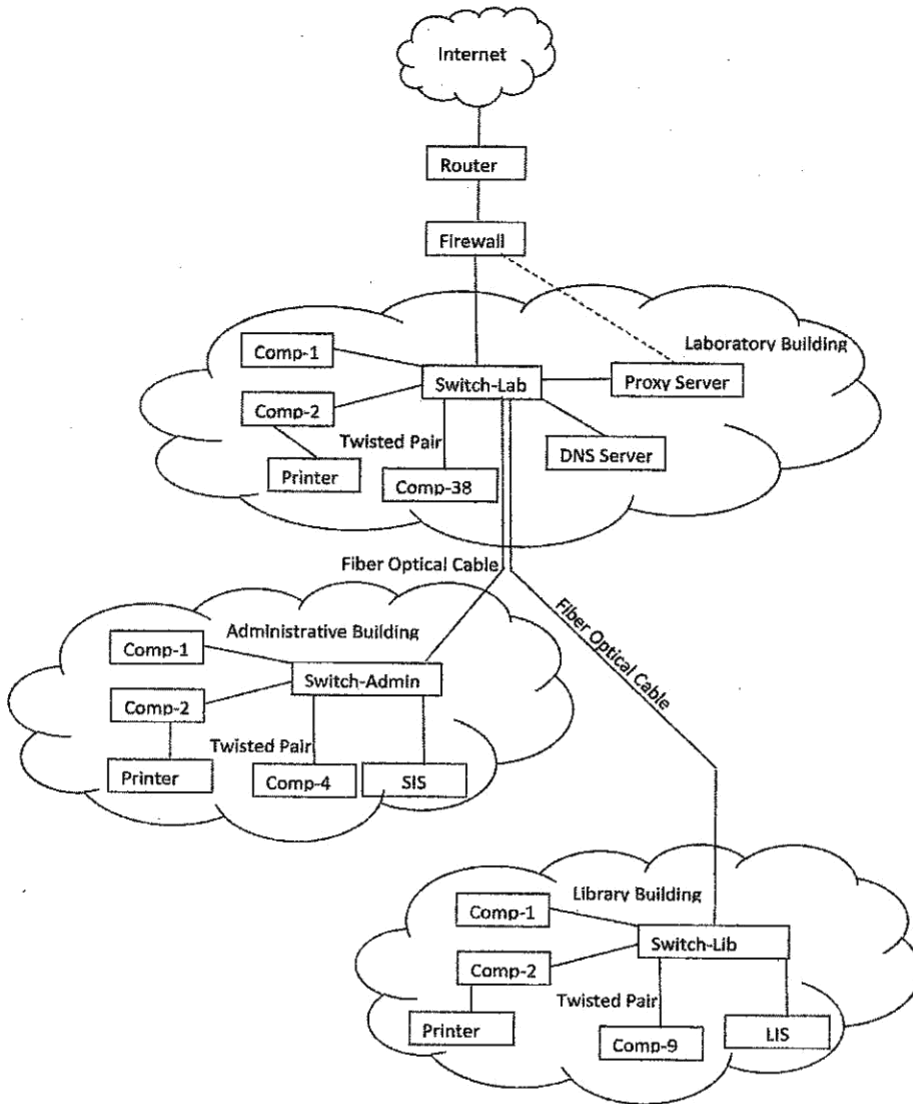 Internet
Router
Firewall
Laboratory Building
Comp-1
Switch-Lab
Proxy Server
Comp-2
Twisted Pair
DNS Server
Printer
Comp-38
Fiber Optical Cable
Fiber Optical Cable
Administrative Building
Comp-1
Switch-Admin
Comp-2
Twisted Pair
Printer
Comp-4
SIS
Library Building
Comp-1
Switch-Lib
Comp-2
Twisted Pair
Printer
Comp-9
LIS